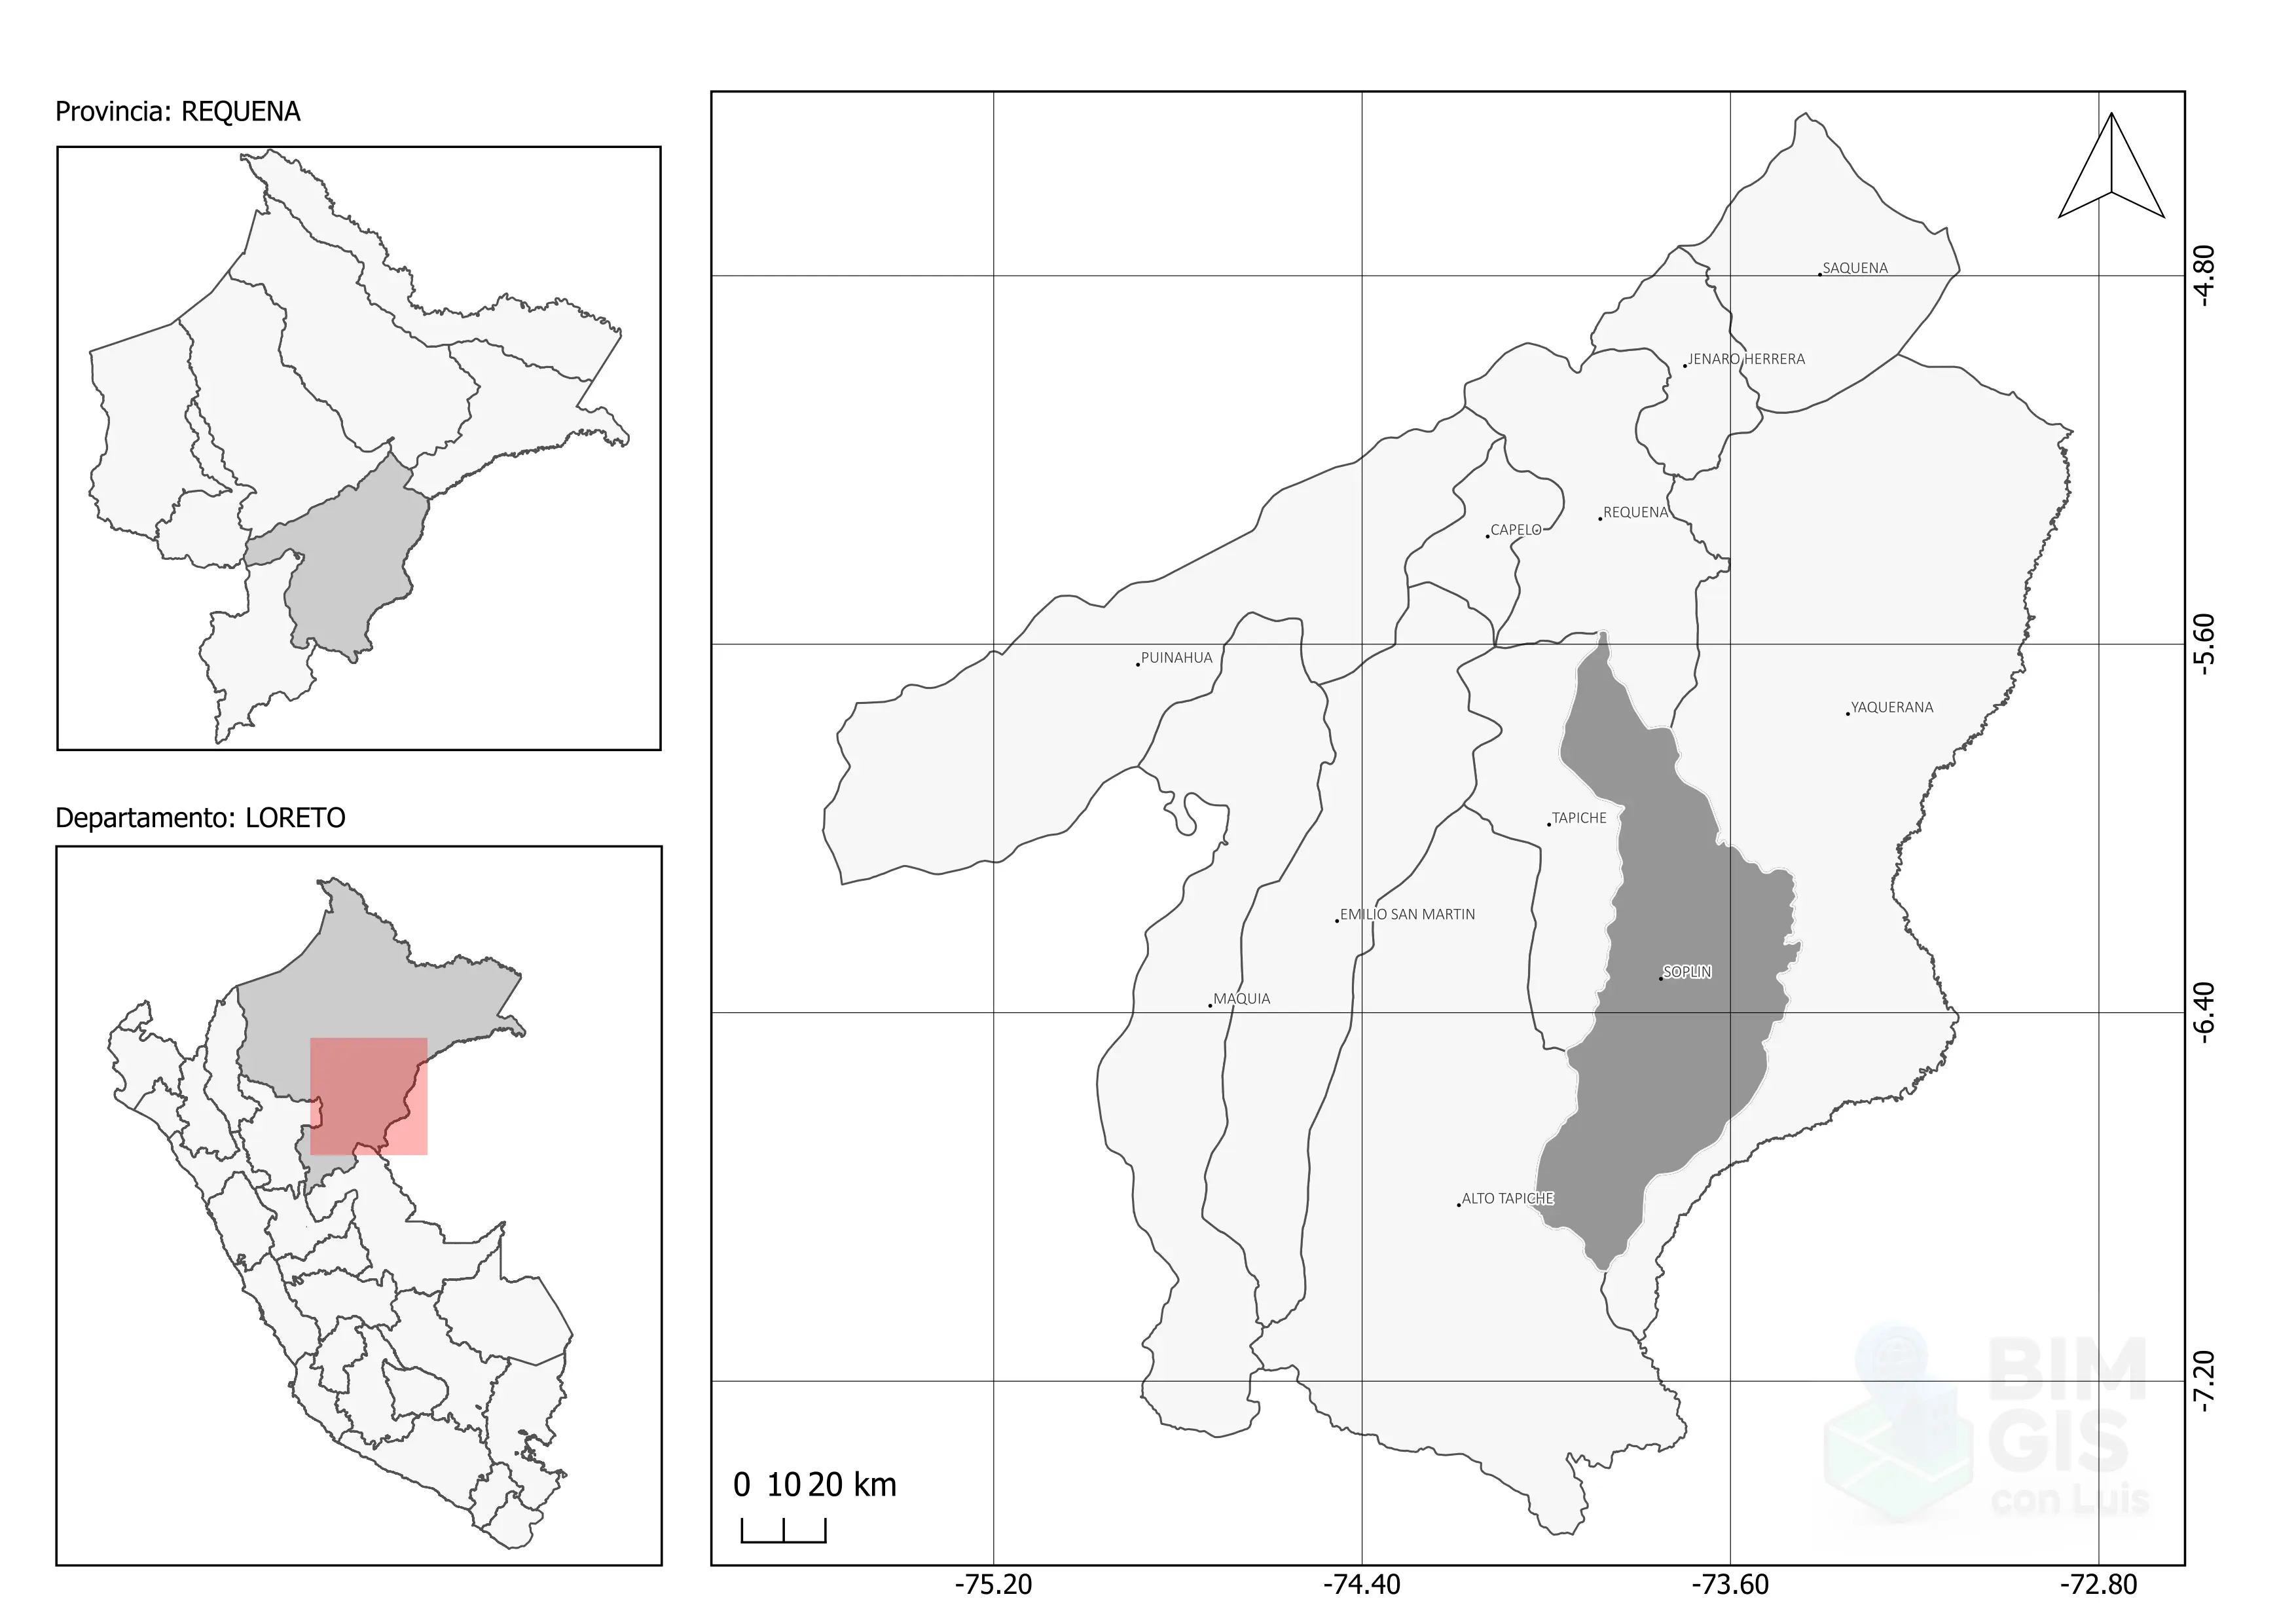 Provincia: REQUENA
Departamento: LORETO
SAQUENA
JENARO HERRERA
REQUENA
CAPELO
PUINAHUA
YAQUERANA
TAPICHE
EMILIO SAN MARTIN
SOPLIN
MAQUIA
ALTO TAPICHE
-4.80
-5.60
-6.40
-7.20
BIM
GIS
con Luis
0 10 20 km
-75.20 -74.40 -73.60 -72.80